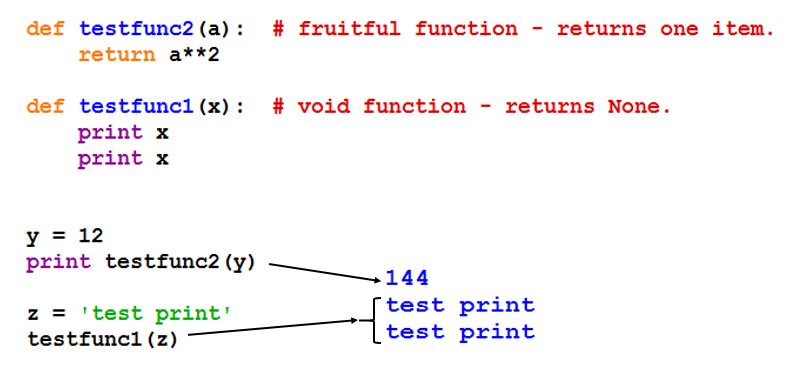 def testfunc2(a):  # fruitful function - returns one item.
    return a**2
def testfunc1(x):  # void function - returns None.
    print x
    print x
y = 12
print testfunc2(y)
144
z = 'test print'
testfunc1(z)
test print
test print